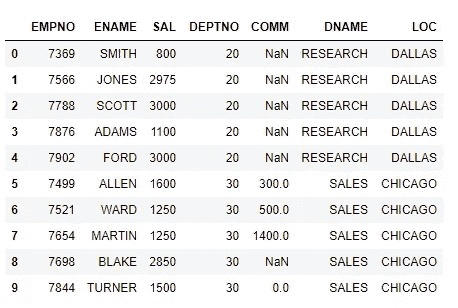 EMPNO ENAME SAL DEPTNO COMM DNAME LOC
0 7369 SMITH 800 20 NaN RESEARCH DALLAS
1 7566 JONES 2975 20 NaN RESEARCH DALLAS
2 7788 SCOTT 3000 20 NaN RESEARCH DALLAS
3 7876 ADAMS 1100 20 NaN RESEARCH DALLAS
4 7902 FORD 3000 20 NaN RESEARCH DALLAS
5 7499 ALLEN 1600 30 300.0 SALES CHICAGO
6 7521 WARD 1250 30 500.0 SALES CHICAGO
7 7654 MARTIN 1250 30 1400.0 SALES CHICAGO
8 7698 BLAKE 2850 30 NaN SALES CHICAGO
9 7844 TURNER 1500 30 0.0 SALES CHICAGO